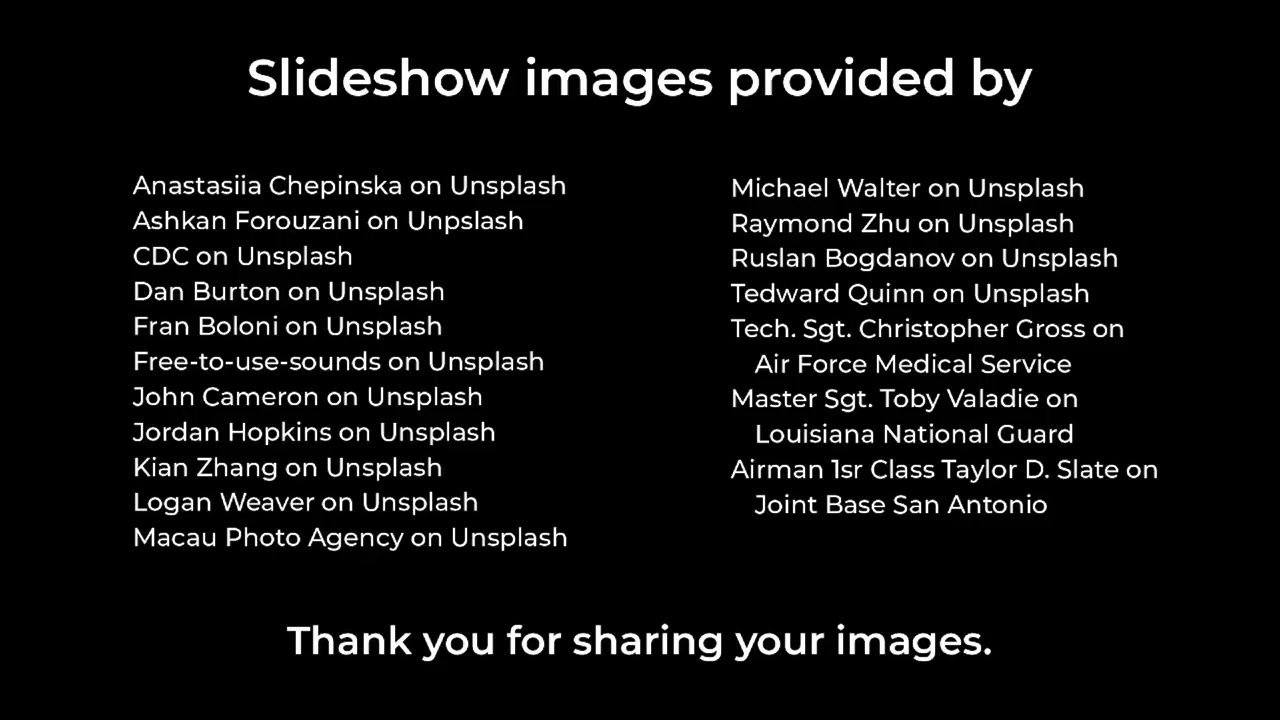 Slideshow images provided by
Anastasiia Chepinska on Unsplash
Ashkan Forouzani on Unpslash
CDC on Unsplash
Dan Burton on Unsplash
Fran Boloni on Unsplash
Free-to-use-sounds on Unsplash
John Cameron on Unsplash
Jordan Hopkins on Unsplash
Kian Zhang on Unsplash
Logan Weaver on Unsplash
Macau Photo Agency on Unsplash
Michael Walter on Unsplash
Raymond Zhu on Unsplash
Ruslan Bogdanov on Unsplash
Tedward Quinn on Unsplash
Tech. Sgt. Christopher Gross on
Air Force Medical Service
Master Sgt. Toby Valadie on
Louisiana National Guard
Airman 1sr Class Taylor D. Slate on
Joint Base San Antonio
Thank you for sharing your images.